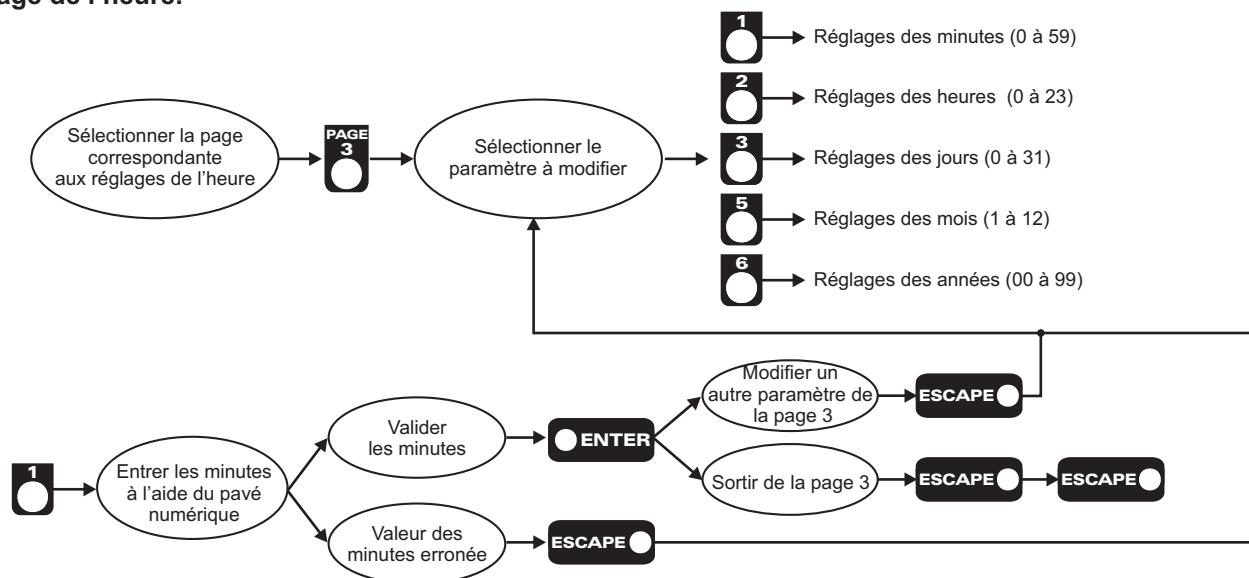 age de l'heure.
1
Réglages des minutes (0 à 59)
2
Réglages des heures (0 à 23)
Sélectionner la page
correspondante
aux réglages de l'heure
PAGE
3
Sélectionner le
paramètre à modifier
3
Réglages des jours (0 à 31)
5
Réglages des mois (1 à 12)
6
Réglages des années (00 à 99)
1
Entrer les minutes
à l'aide du pavé
numérique
Valider
les minutes
ENTER
Modifier un
autre paramètre de
la page 3
ESCAPE
Sortir de la page 3
ESCAPE
ESCAPE
Valeur des
minutes erronée
ESCAPE